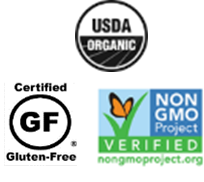 USDA
ORGANIC
Certified
GF
®
Gluten-Free
NON
GMO
Project
VERIFIED
nongmoproject.org